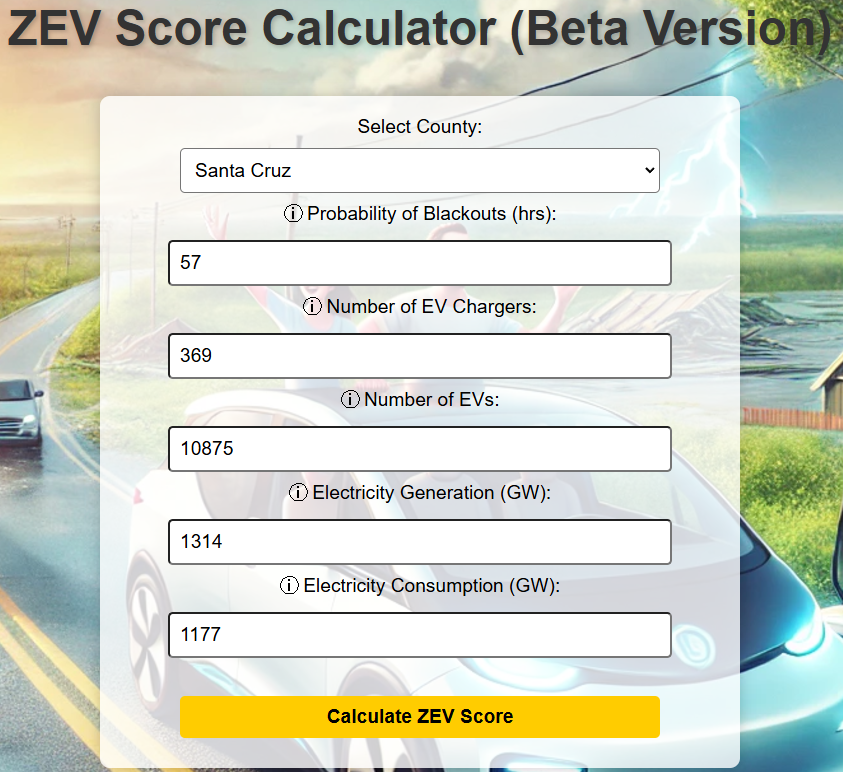 ZEV Score Calculator (Beta Version)
Select County:
Santa Cruz
ⓘ Probability of Blackouts (hrs):
57
ⓘ Number of EV Chargers:
369
ⓘ Number of EVs:
10875
ⓘ Electricity Generation (GW):
1314
ⓘ Electricity Consumption (GW):
1177
Calculate ZEV Score